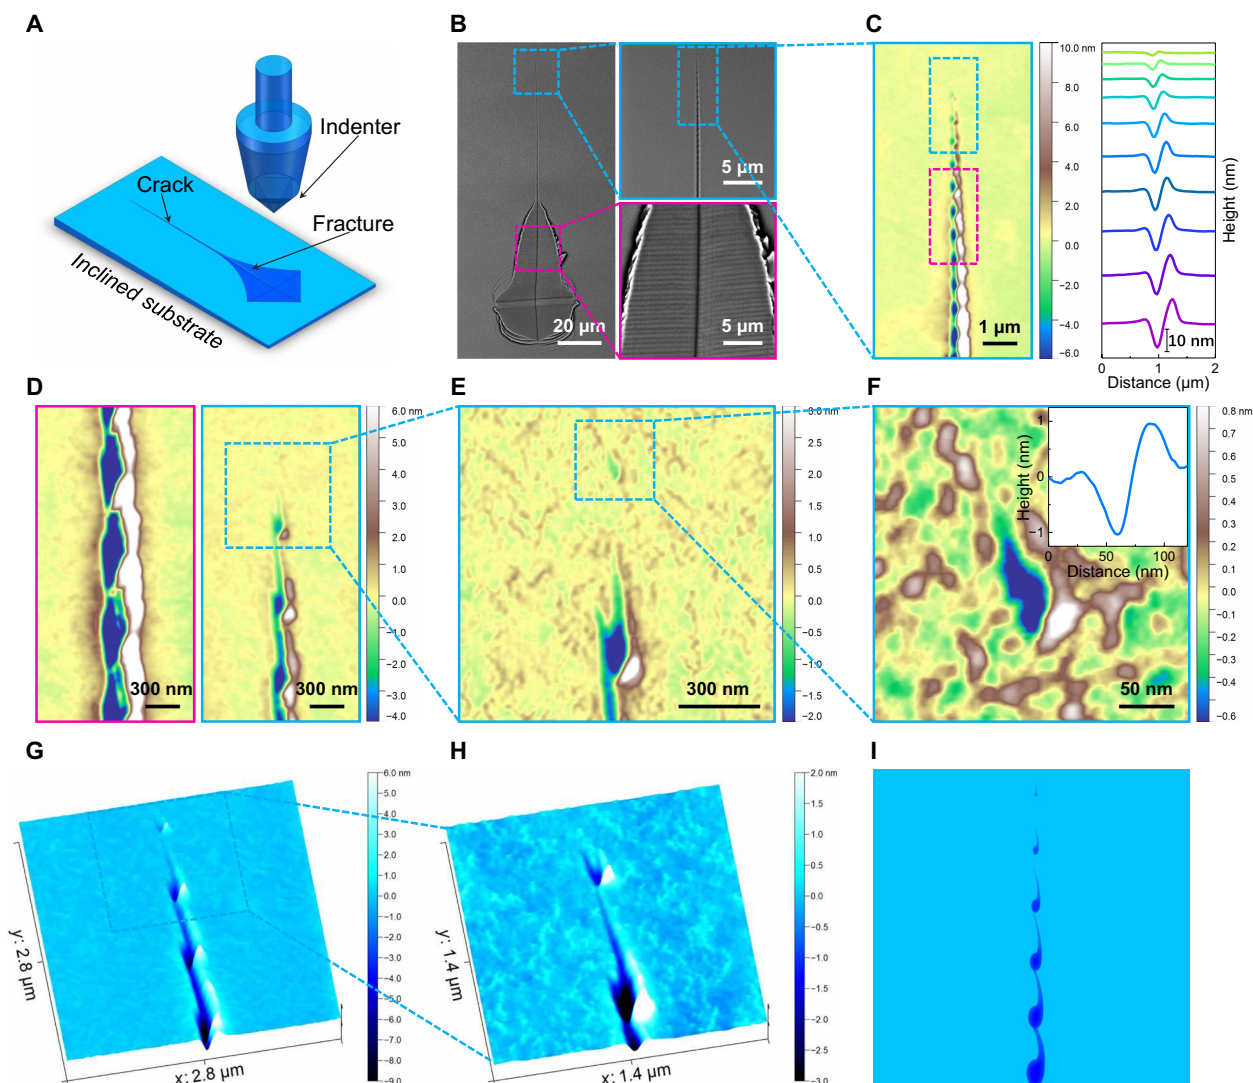 A
Indenter
Crack
Fracture
Inclined substrate
B
5 μm
20 μm
5 μm
C
10.0 nm
8.0
6.0
4.0
2.0
0.0
−2.0
−4.0
−6.0
1 μm
Height (nm)
10 nm
0
1
2
Distance (μm)
D
300 nm
300 nm
6.0 nm
5.0
4.0
3.0
2.0
1.0
0.0
−1.0
−2.0
−3.0
−4.0
E
300 nm
3.0 nm
2.5
2.0
1.5
1.0
0.5
0.0
−0.5
−1.0
−1.5
−2.0
F
1
0
−1
Height (nm)
0
50
100
Distance (nm)
50 nm
0.8 nm
0.7
0.6
0.5
0.4
0.3
0.2
0.1
0.0
−0.1
−0.2
−0.3
−0.4
−0.6
G
y: 2.8 μm
x: 2.8 μm
6.0 nm
5.0
4.0
3.0
2.0
1.0
0.0
−1.0
−2.0
−3.0
−4.0
−5.0
−6.0
−7.0
−8.0
−9.0
H
y: 1.4 μm
x: 1.4 μm
2.0 nm
1.5
1.0
0.5
0.0
−0.5
−1.0
−1.5
−2.0
−2.5
−3.0
I